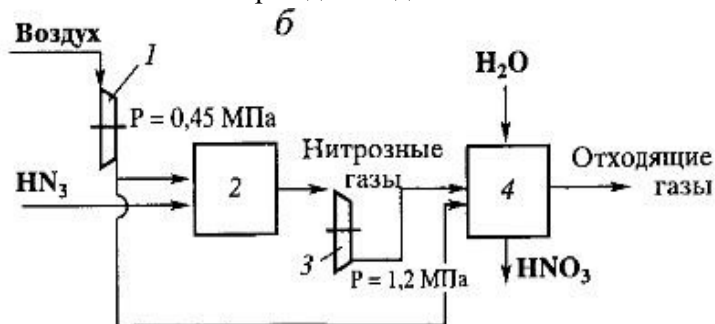 б
Воздух
1
P = 0,45 МПа
H₂O
HN₃
2
Нитрозные
газы
3
P = 1,2 МПа
4
Отходящие
газы
HNO₃